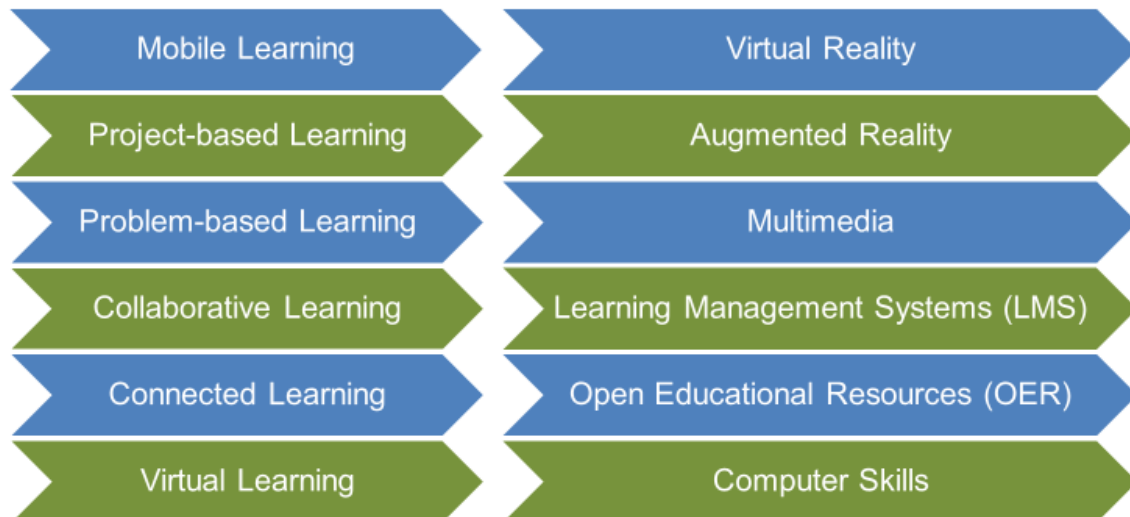 Mobile Learning
Virtual Reality
Project-based Learning
Augmented Reality
Problem-based Learning
Multimedia
Collaborative Learning
Learning Management Systems (LMS)
Connected Learning
Open Educational Resources (OER)
Virtual Learning
Computer Skills